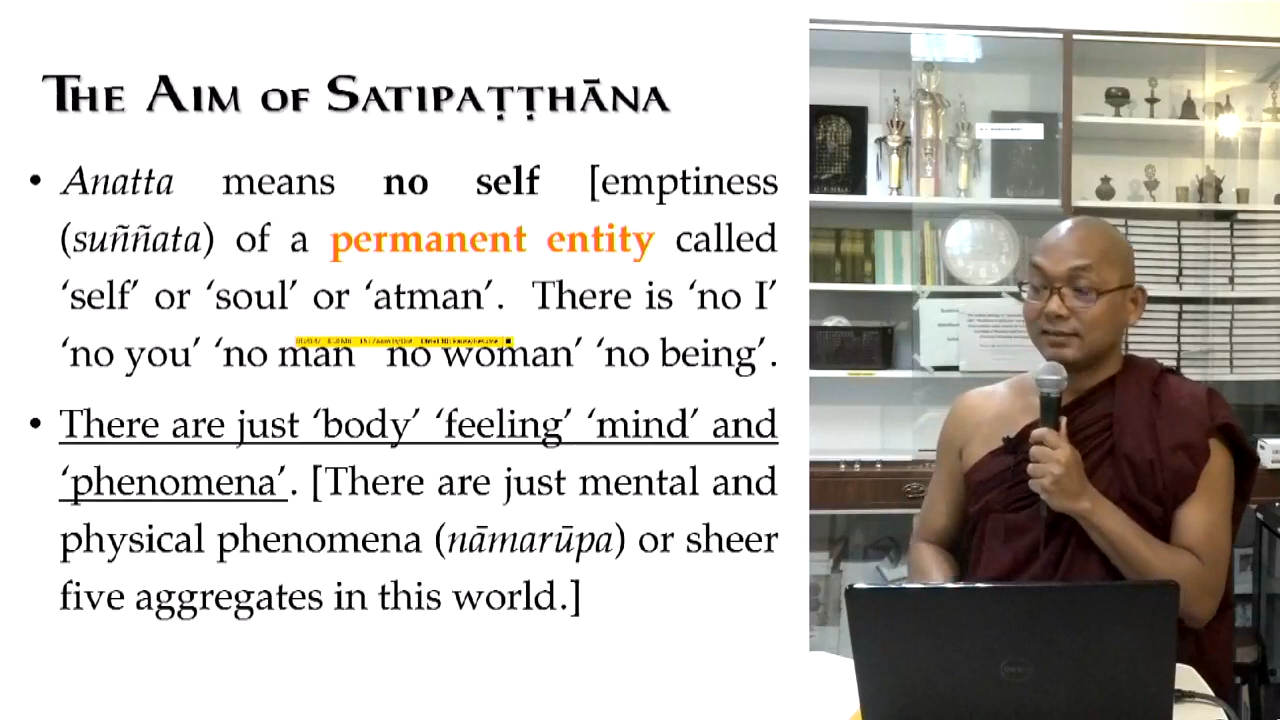 THE AIM OF SATIPAṬṬHĀNA
• Anatta means no self [emptiness
(suññata) of a permanent entity called
‘self’ or ‘soul’ or ‘atman’. There is ‘no I’
‘no you’ ‘no man no woman’ ‘no being’.
• There are just ‘body’ ‘feeling’ ‘mind’ and
‘phenomena’. [There are just mental and
physical phenomena (nāmarūpa) or sheer
five aggregates in this world.]
DELL